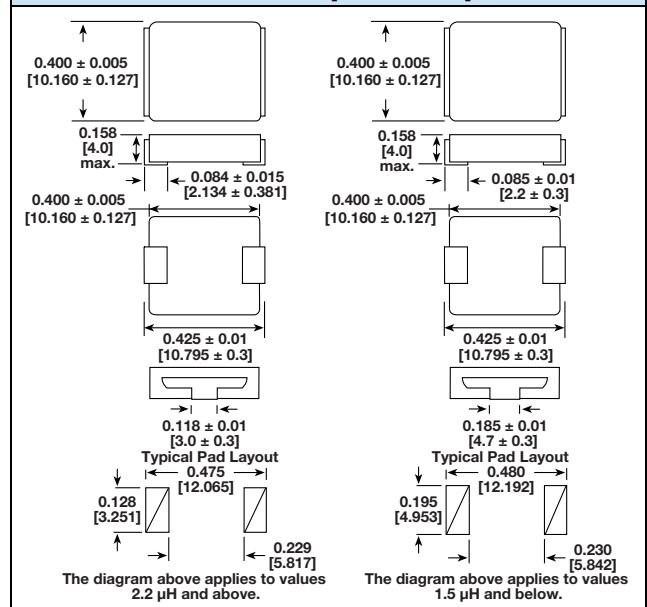 0.400 ± 0.005
[10.160 ± 0.127]
0.158
[4.0]
max.
0.084 ± 0.015
[2.134 ± 0.381]
0.400 ± 0.005
[10.160 ± 0.127]
0.425 ± 0.01
[10.795 ± 0.3]
0.118 ± 0.01
[3.0 ± 0.3]
Typical Pad Layout
0.475
[12.065]
0.128
[3.251]
0.229
[5.817]
The diagram above applies to values
2.2 µH and above.
0.400 ± 0.005
[10.160 ± 0.127]
0.158
[4.0]
max.
0.085 ± 0.01
[2.2 ± 0.3]
0.400 ± 0.005
[10.160 ± 0.127]
0.425 ± 0.01
[10.795 ± 0.3]
0.185 ± 0.01
[4.7 ± 0.3]
Typical Pad Layout
0.480
[12.192]
0.195
[4.953]
0.230
[5.842]
The diagram above applies to values
1.5 µH and below.